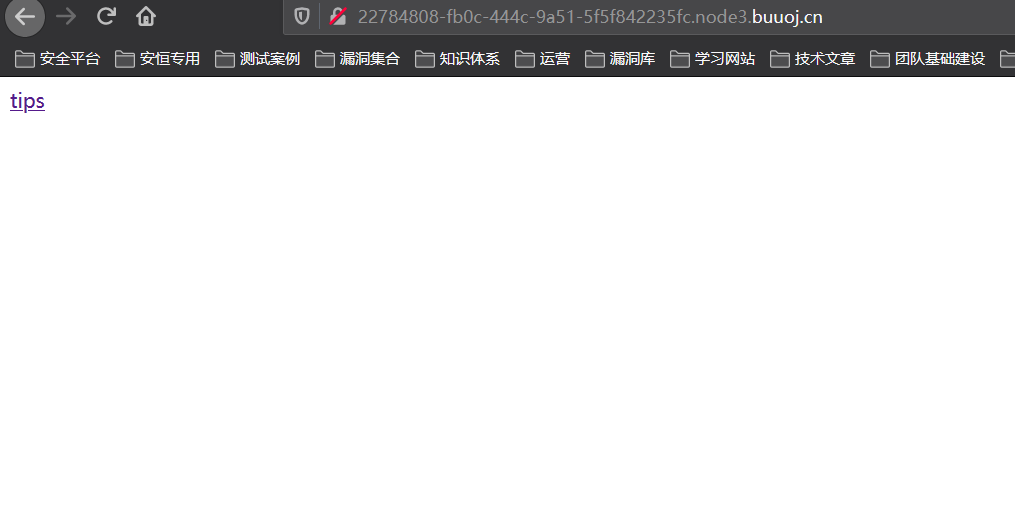 22784808-fb0c-444c-9a51-5f5f842235fc.node3.buuoj.cn
安全平台 安恒专用 测试案例 漏洞集合 知识体系 运营 漏洞库 学习网站 技术文章 团队基础建设
tips